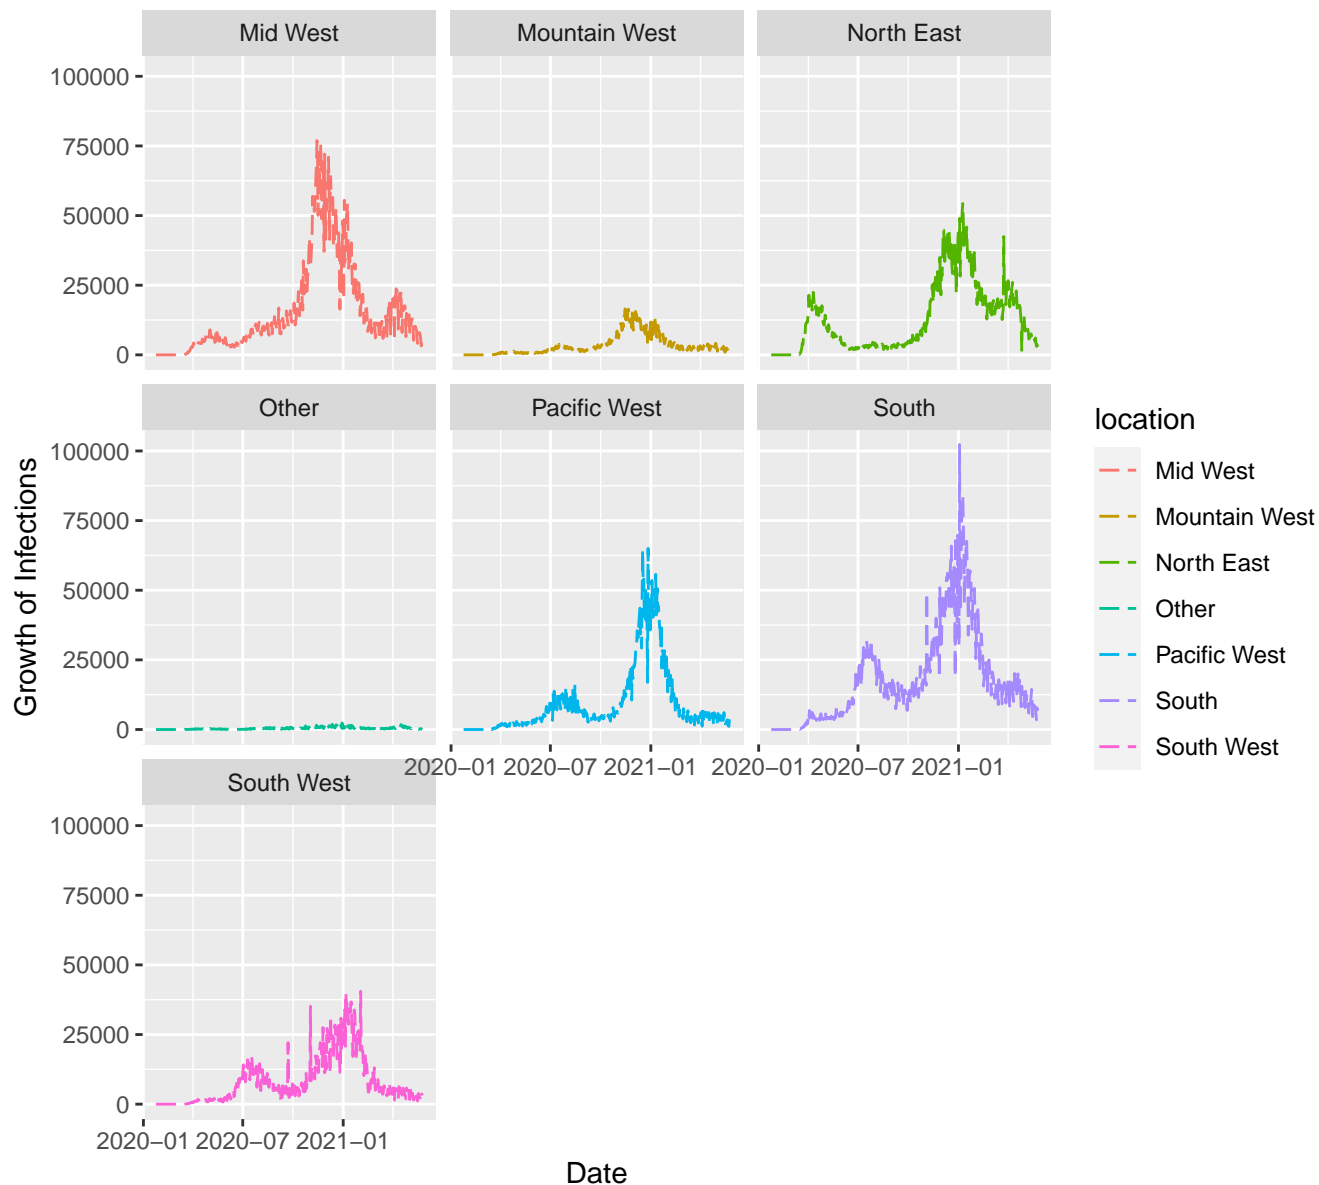 Mid West
Mountain West
North East
100000
75000
50000
25000
0
Other
Pacific West
South
100000
75000
50000
25000
0
2020−01 2020−07 2021−01
2020−01 2020−07 2021−01
South West
100000
75000
50000
25000
0
2020−01 2020−07 2021−01
Growth of Infections
Date
location
Mid West
Mountain West
North East
Other
Pacific West
South
South West